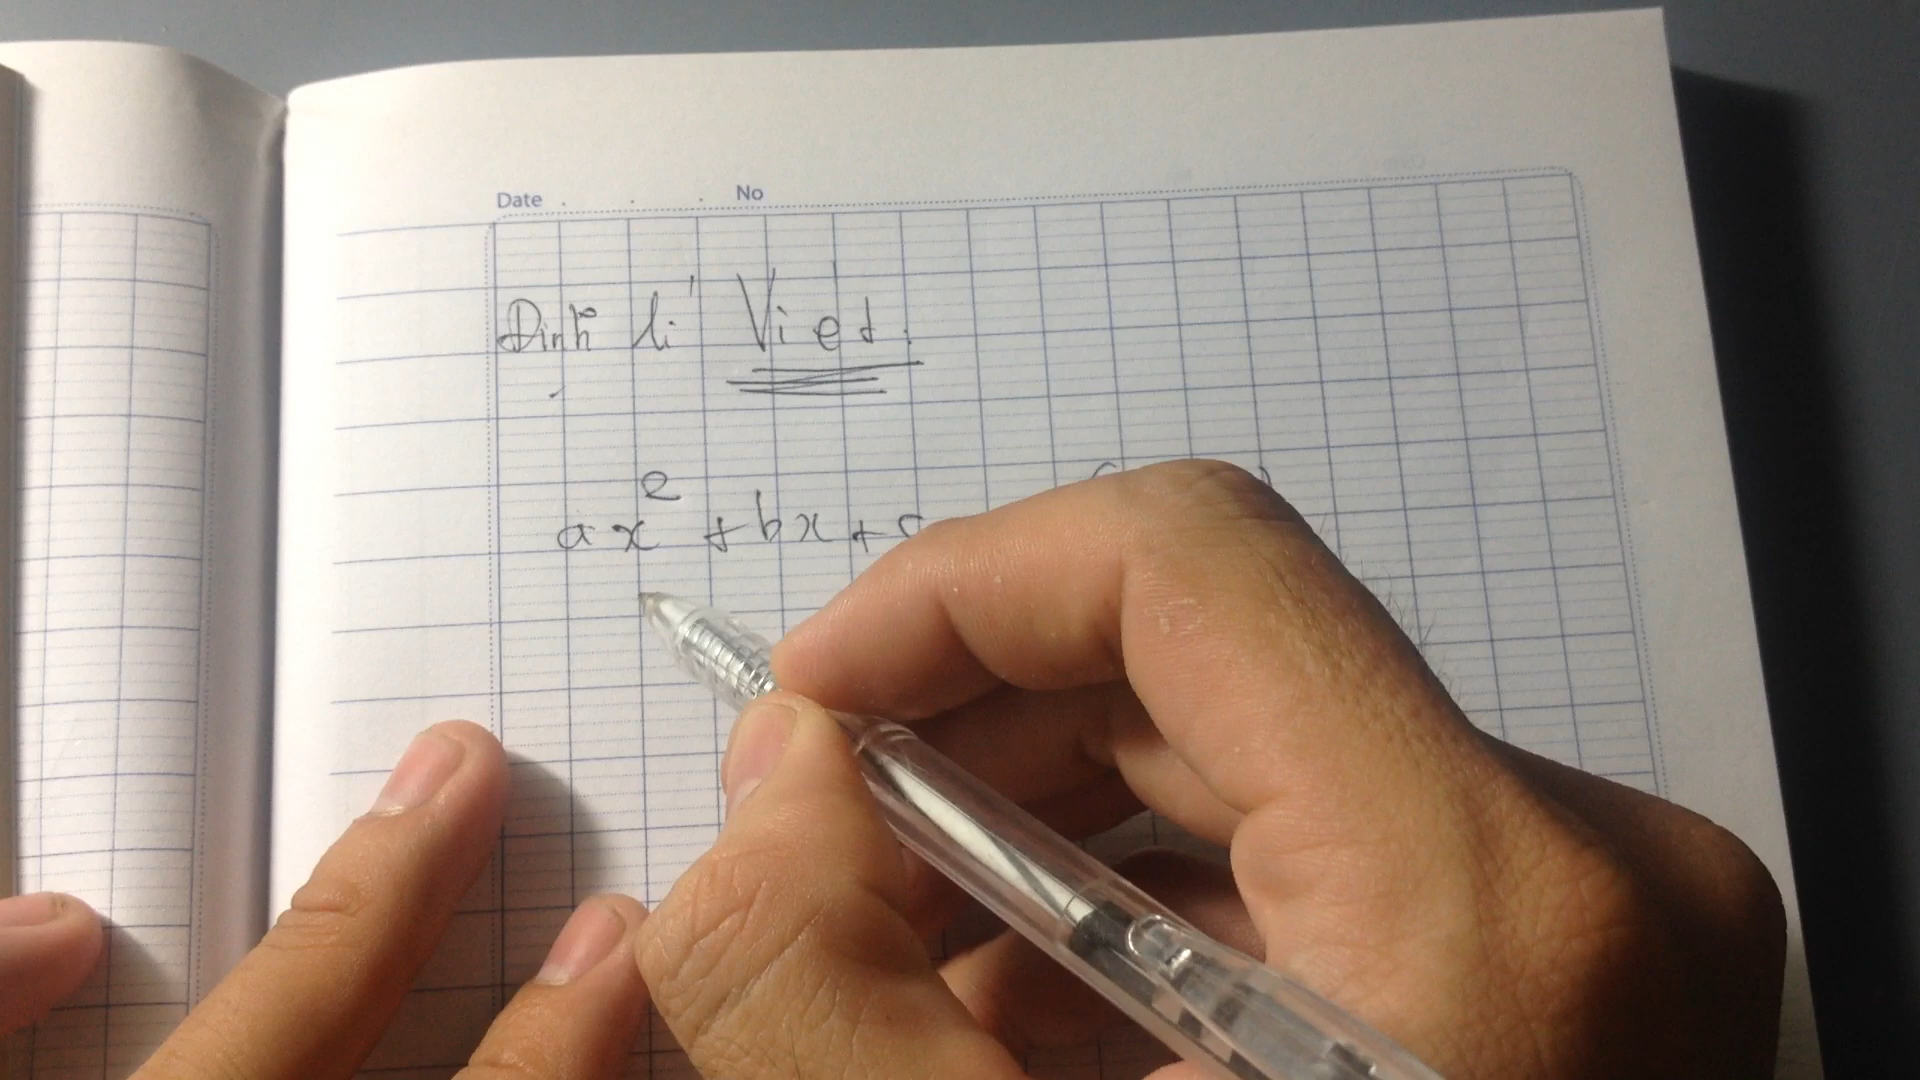 Date . . . No
Định lí Viet.
ax² + bx + c